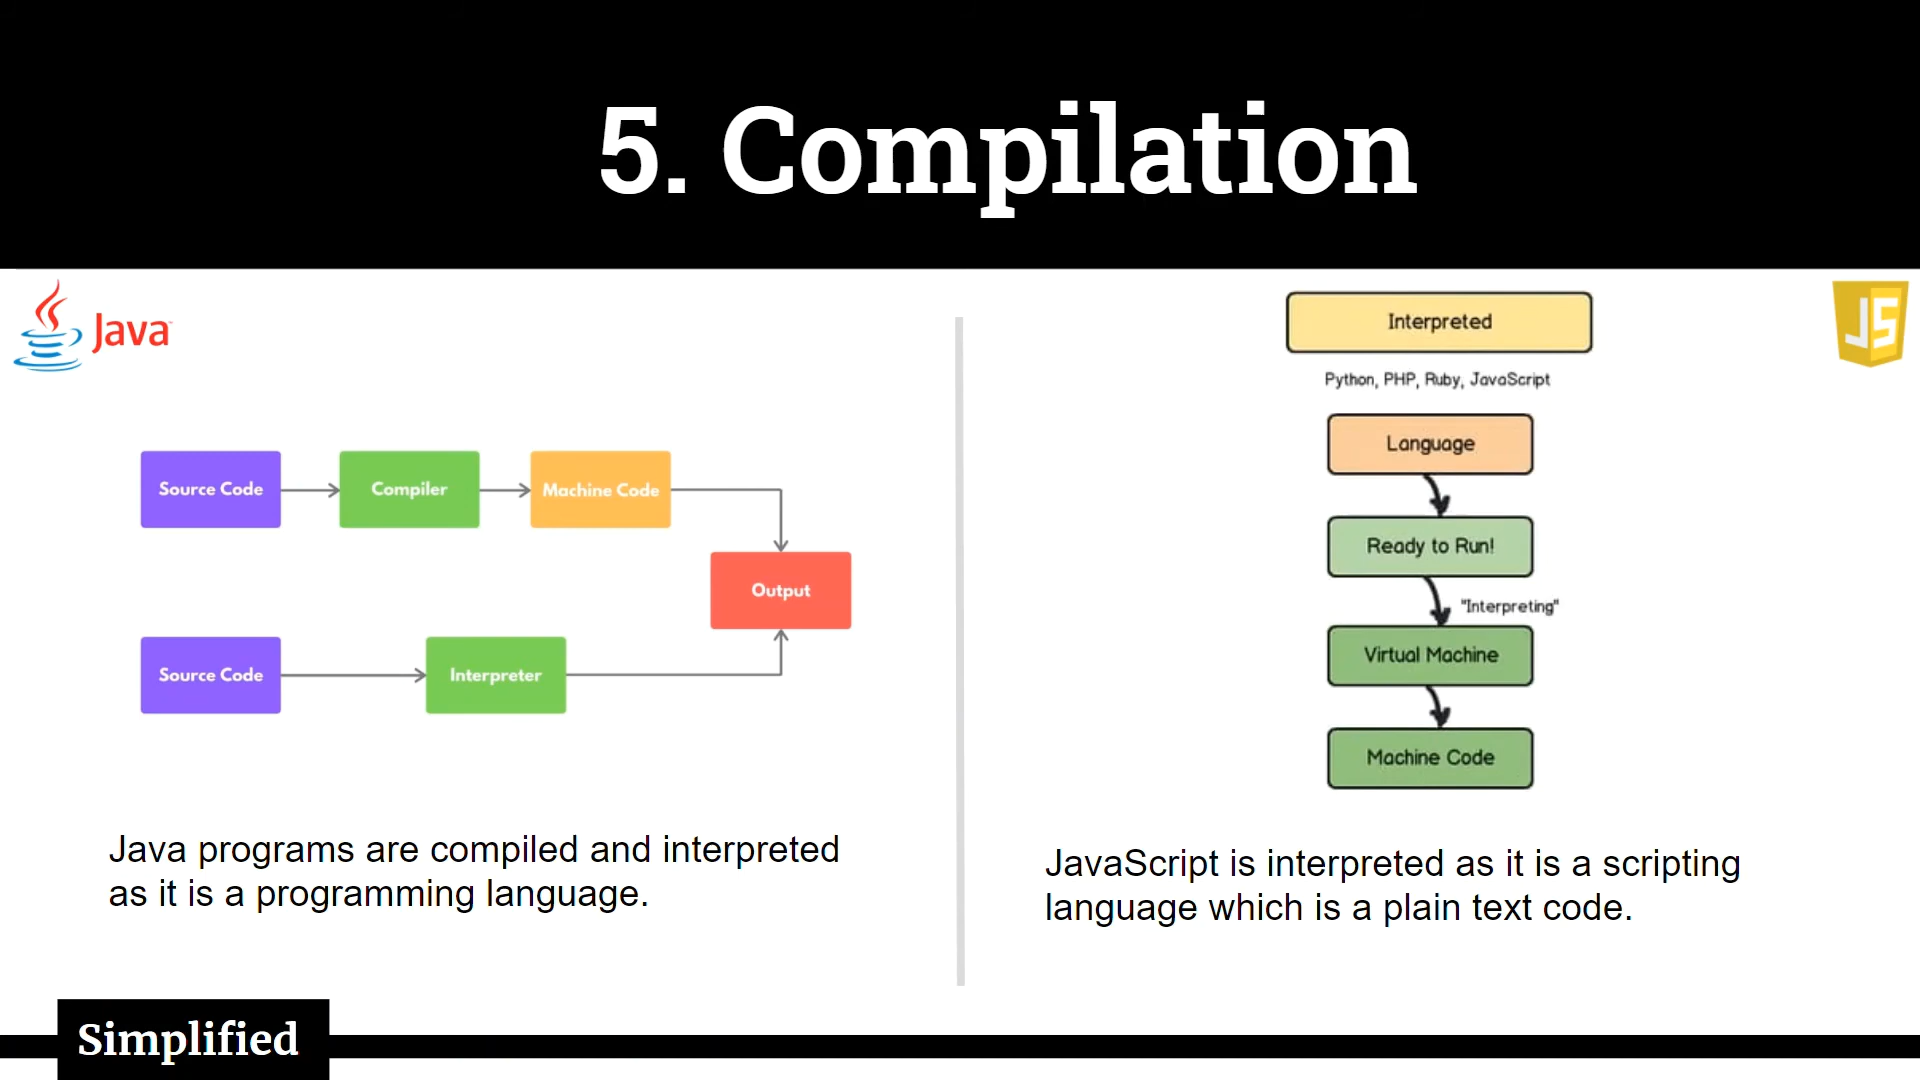 5. Compilation
Java
JS
Source Code
Compiler
Machine Code
Output
Source Code
Interpreter
Java programs are compiled and interpreted
as it is a programming language.
Interpreted
Python, PHP, Ruby, JavaScript
Language
Ready to Run!
"Interpreting"
Virtual Machine
Machine Code
JavaScript is interpreted as it is a scripting
language which is a plain text code.
Simplified